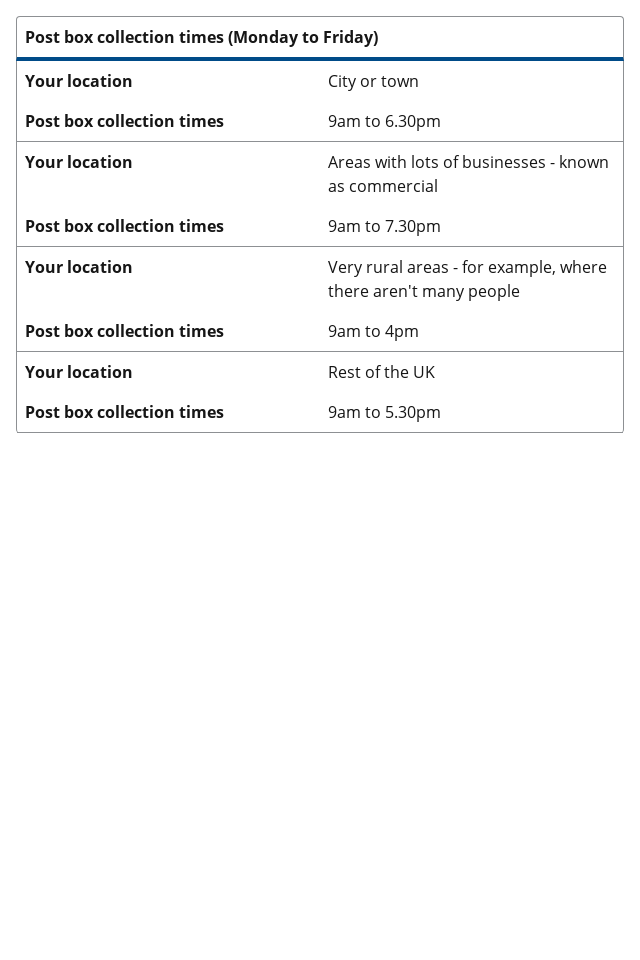 Post box collection times (Monday to Friday)
Your location City or town
Post box collection times 9am to 6.30pm
Your location Areas with lots of businesses - known
as commercial
Post box collection times 9am to 7.30pm
Your location Very rural areas - for example, where
there aren't many people
Post box collection times 9am to 4pm
Your location Rest of the UK
Post box collection times 9am to 5.30pm